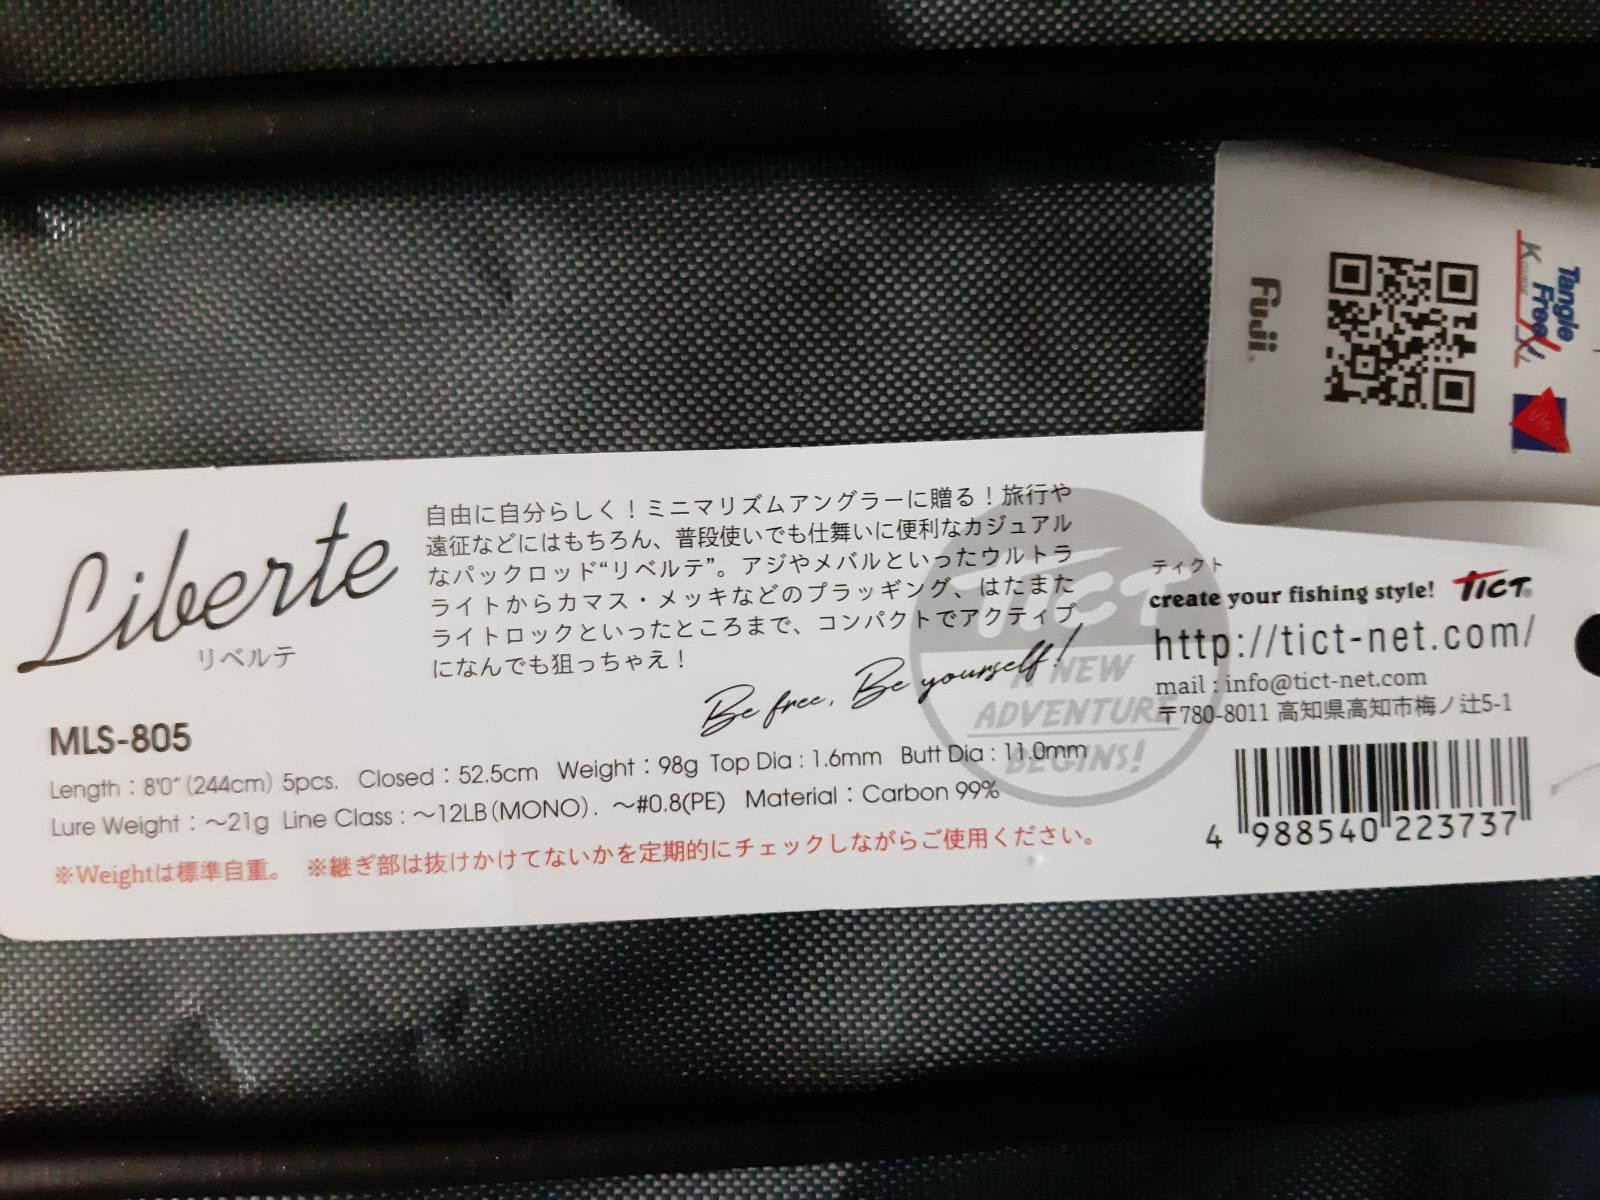 Liberte
リベルテ
自由に自分らしく！ミニマリズムアングラーに贈る！旅行や
遠征などにはもちろん、普段使いでも仕舞いに便利なカジュアル
なパックロッド“リベルテ”。アジやメバルといったウルトラ
ライトからカマス・メッキなどのプラッギング、はたまた
ライトロックといったところまで、コンパクトでアクティブ
になんでも狙っちゃえ！
Be free, Be yourself!
TICT
A NEW
ADVENTURE
BEGINS!
MLS-805
Length：8'0"(244cm) 5pcs. Closed：52.5cm Weight：98g Top Dia : 1.6mm Butt Dia : 11.0mm
Lure Weight：～21g Line Class : ～12LB(MONO). ～#0.8(PE) Material：Carbon 99%
※Weightは標準自重。 ※継ぎ部は抜けかけてないかを定期的にチェックしながらご使用ください。
ティクト
create your fishing style! TICT
http://tict-net.com/
mail : info@tict-net.com
〒780-8011 高知県高知市梅ノ辻5-1
4 988540 223737
Fuji
Tangle
Free